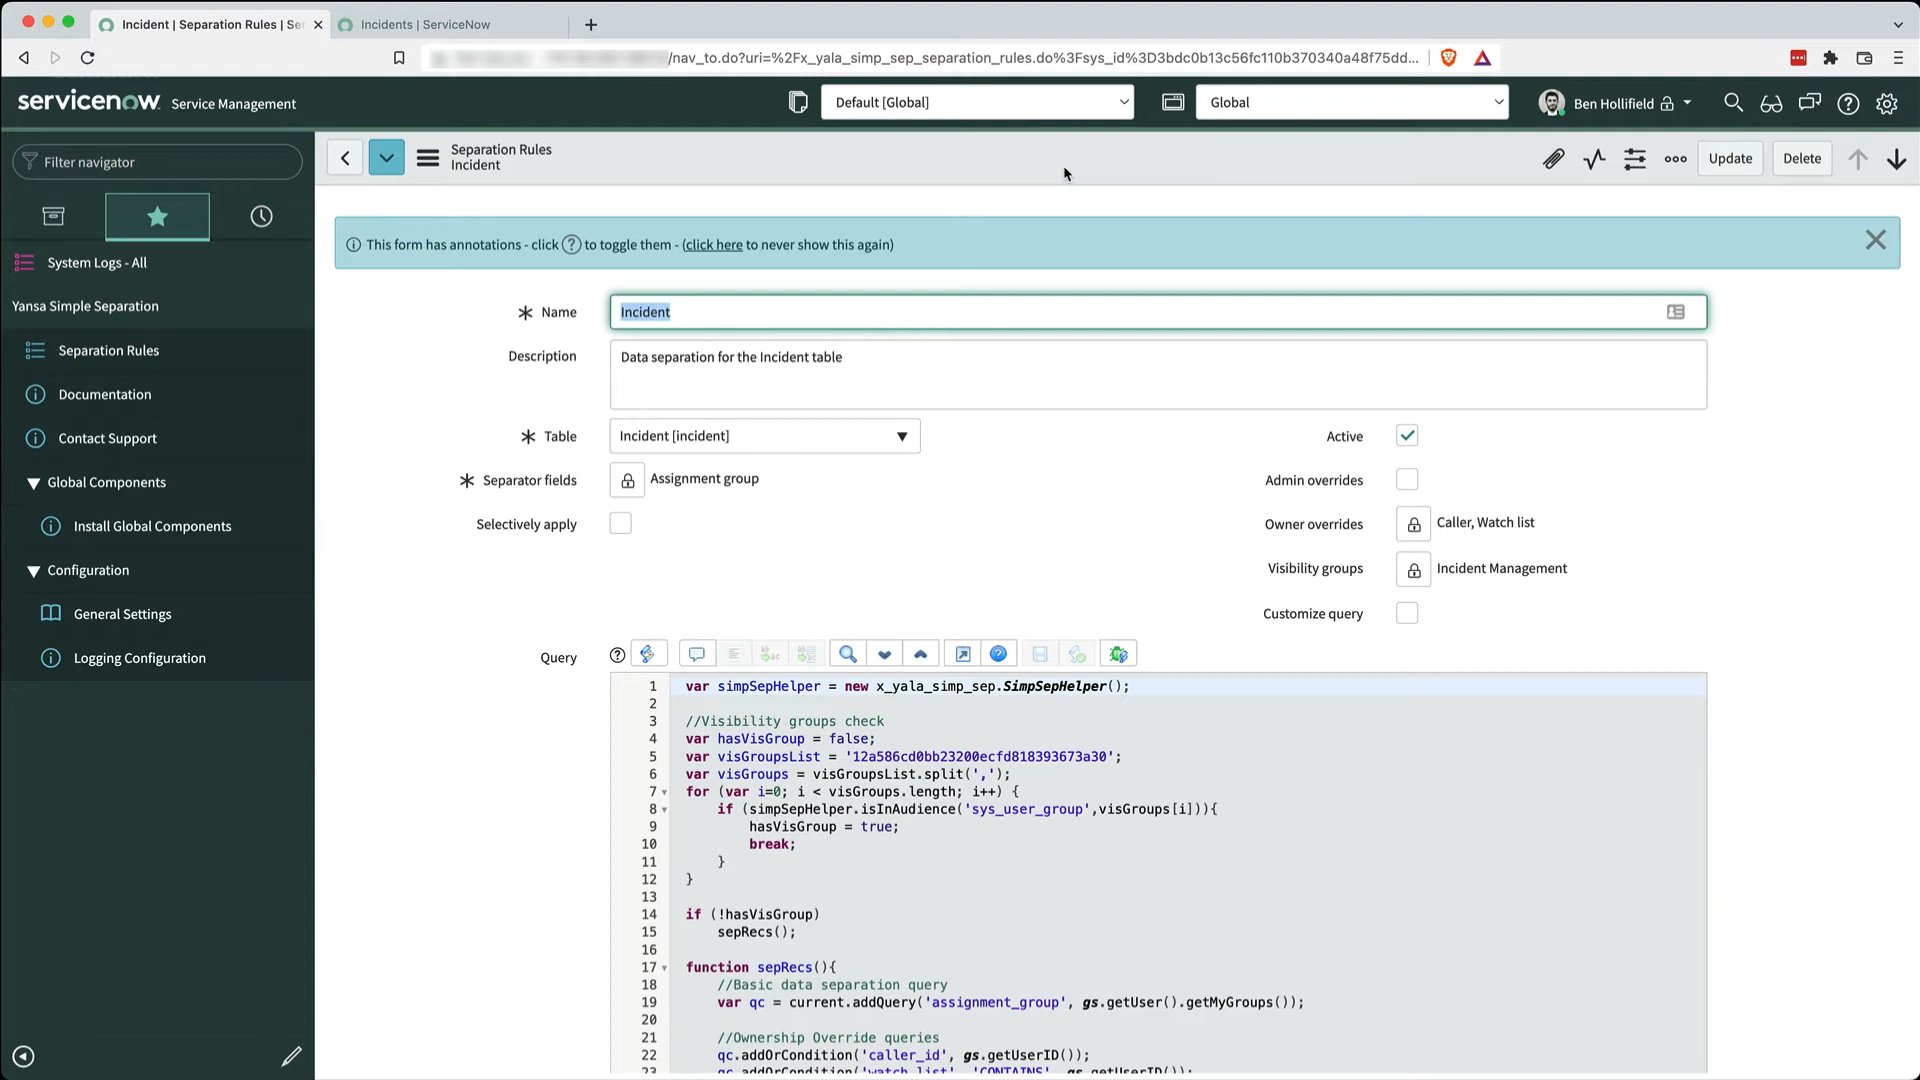 Incident | Separation Rules | Se
Incidents | ServiceNow
/nav_to.do?uri=%2Fx_yala_simp_sep_separation_rules.do%3Fsys_id%3D3bdc0b13c56fc110b370340a48f75dd...
servicenow Service Management
Default [Global]
Global
Ben Hollifield
Filter navigator
Separation Rules
Incident
Update
Delete
System Logs - All
Yansa Simple Separation
Separation Rules
Documentation
Contact Support
Global Components
Install Global Components
Configuration
General Settings
Logging Configuration
This form has annotations - click ? to toggle them - (click here to never show this again)
Name
Incident
Description
Data separation for the Incident table
Table
Incident [incident]
Active
Separator fields
Assignment group
Admin overrides
Selectively apply
Owner overrides
Caller, Watch list
Visibility groups
Incident Management
Customize query
Query
1 var simpSepHelper = new x_yala_simp_sep.SimpSepHelper();
2
3 //Visibility groups check
4 var hasVisGroup = false;
5 var visGroupsList = '12a586cd0bb23200ecfd818393673a30';
6 var visGroups = visGroupsList.split(',');
7 for (var i=0; i < visGroups.length; i++) {
8 if (simpSepHelper.isInAudience('sys_user_group',visGroups[i])){
9 hasVisGroup = true;
10 break;
11 }
12 }
13
14 if (!hasVisGroup)
15 sepRecs();
16
17 function sepRecs(){
18 //Basic data separation query
19 var qc = current.addQuery('assignment_group', gs.getUser().getMyGroups());
20
21 //Ownership Override queries
22 qc.addOrCondition('caller_id', gs.getUserID());
23 qc.addOrCondition('watch_list', 'CONTAINS', gs.getUserID());